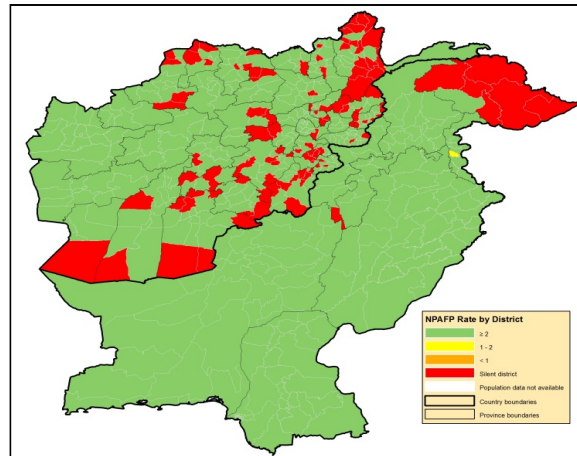 NPAFP Rate by District
≥ 2
1 - 2
< 1
Silent district
Population data not available
Country boundaries
Province boundaries